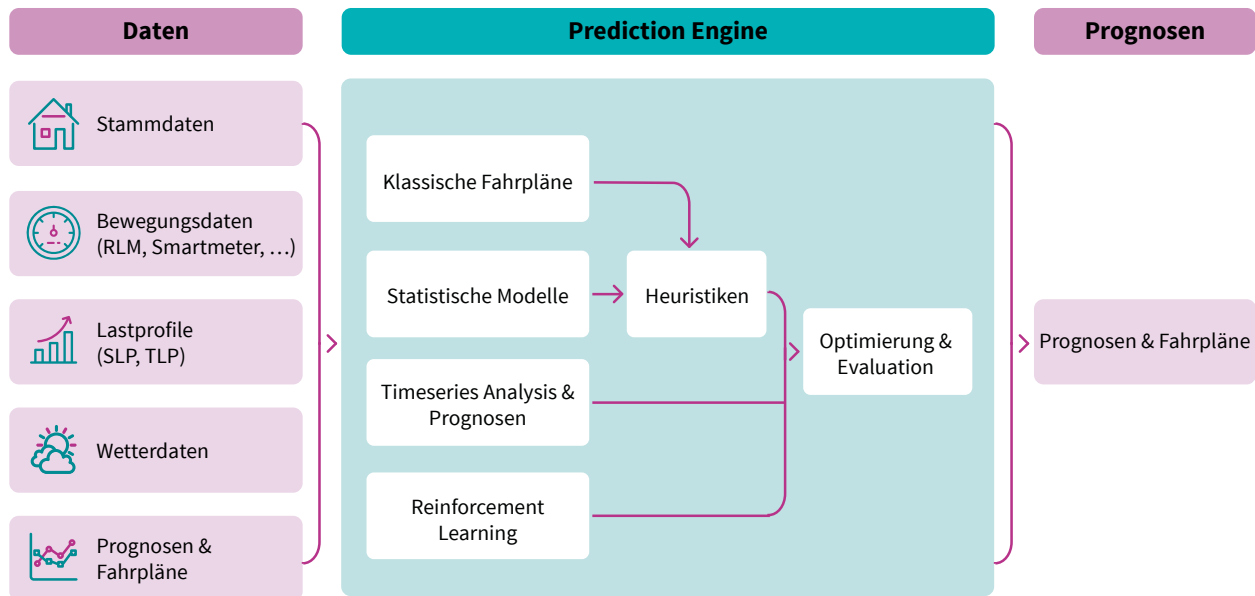 Daten
Prediction Engine
Prognosen
Stammdaten
Bewegungsdaten
(RLM, Smartmeter, …)
Lastprofile
(SLP, TLP)
Wetterdaten
Prognosen &
Fahrpläne
Klassische Fahrpläne
Statistische Modelle
Heuristiken
Timeseries Analysis &
Prognosen
Reinforcement
Learning
Optimierung &
Evaluation
Prognosen & Fahrpläne